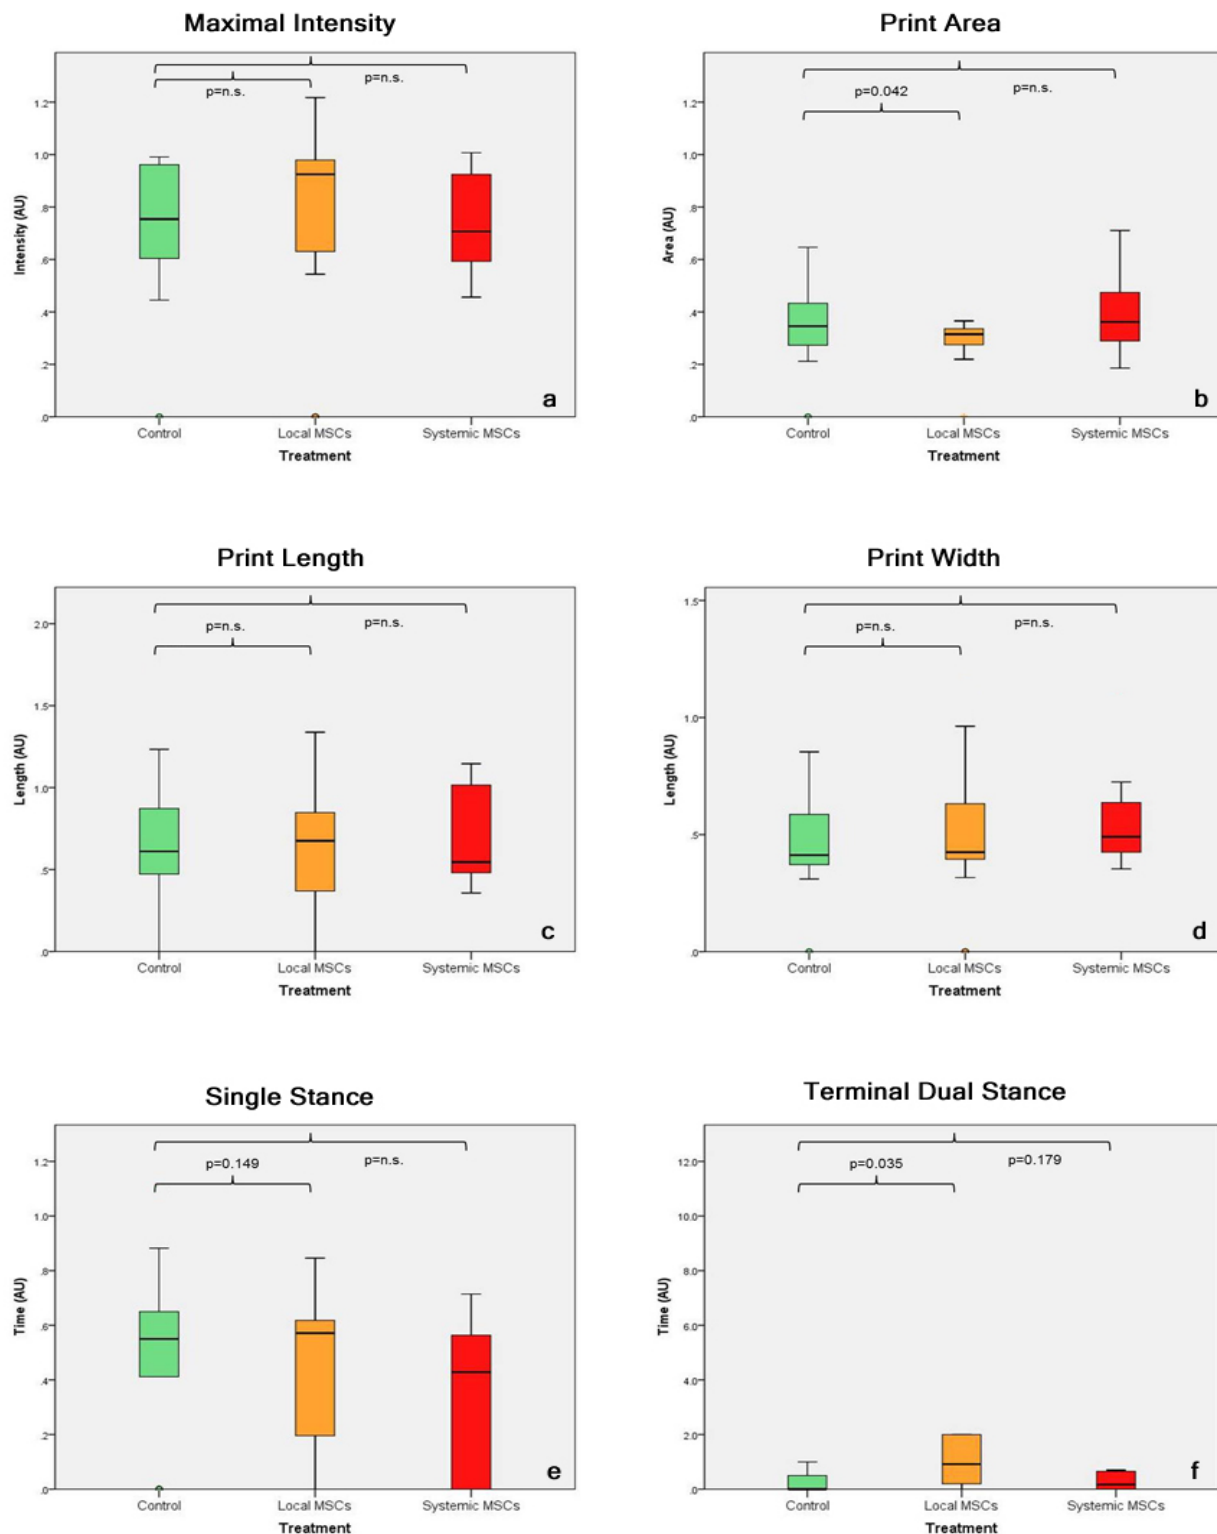 Maximal Intensity
p=n.s.
p=n.s.
1.2
1.0
.8
.6
.4
.2
.0
Intensity (AU)
Control
Local MSCs
Systemic MSCs
Treatment
a
Print Area
p=0.042
p=n.s.
1.2
1.0
.8
.6
.4
.2
.0
Area (AU)
Control
Local MSCs
Systemic MSCs
Treatment
b
Print Length
p=n.s.
p=n.s.
2.0
1.5
1.0
.5
.0
Length (AU)
Control
Local MSCs
Systemic MSCs
Treatment
c
Print Width
p=n.s.
p=n.s.
1.5
1.0
.5
.0
Length (AU)
Control
Local MSCs
Systemic MSCs
Treatment
d
Single Stance
p=0.149
p=n.s.
1.2
1.0
.8
.6
.4
.2
.0
Time (AU)
Control
Local MSCs
Systemic MSCs
Treatment
e
Terminal Dual Stance
p=0.035
p=0.179
12.0
10.0
8.0
6.0
4.0
2.0
.0
Time (AU)
Control
Local MSCs
Systemic MSCs
Treatment
f